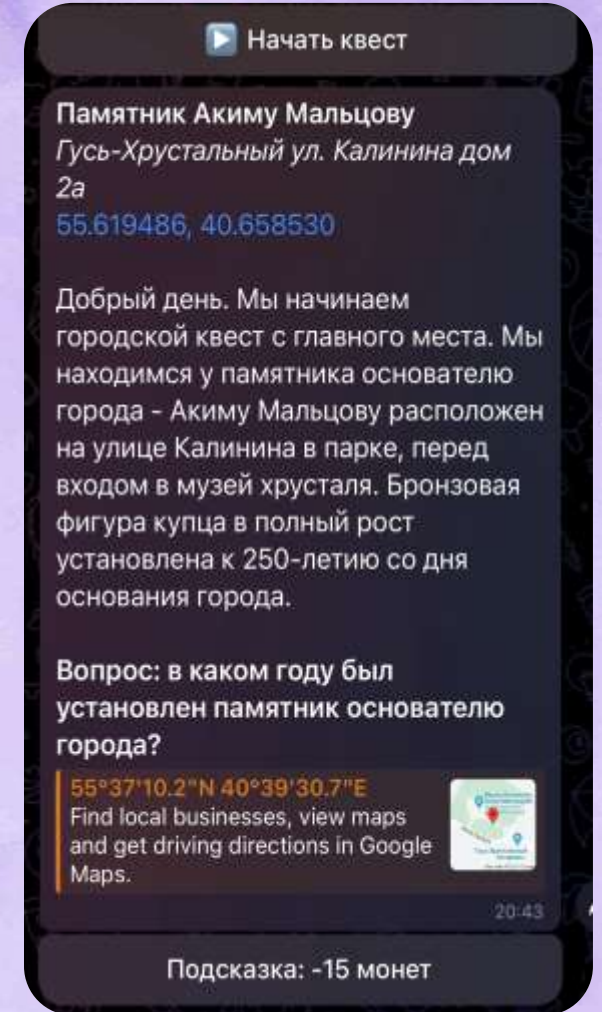 ▶️ Начать квест
Памятник Акиму Мальцову
Гусь-Хрустальный ул. Калинина дом
2а
55.619486, 40.658530
Добрый день. Мы начинаем
городской квест с главного места. Мы
находимся у памятника основателю
города - Акиму Мальцову расположен
на улице Калинина в парке, перед
входом в музей хрусталя. Бронзовая
фигура купца в полный рост
установлена к 250-летию со дня
основания города.
Вопрос: в каком году был
установлен памятник основателю
города?
55°37'10.2"N 40°39'30.7"E
Find local businesses, view maps
and get driving directions in Google
Maps.
20:43
Подсказка: -15 монет